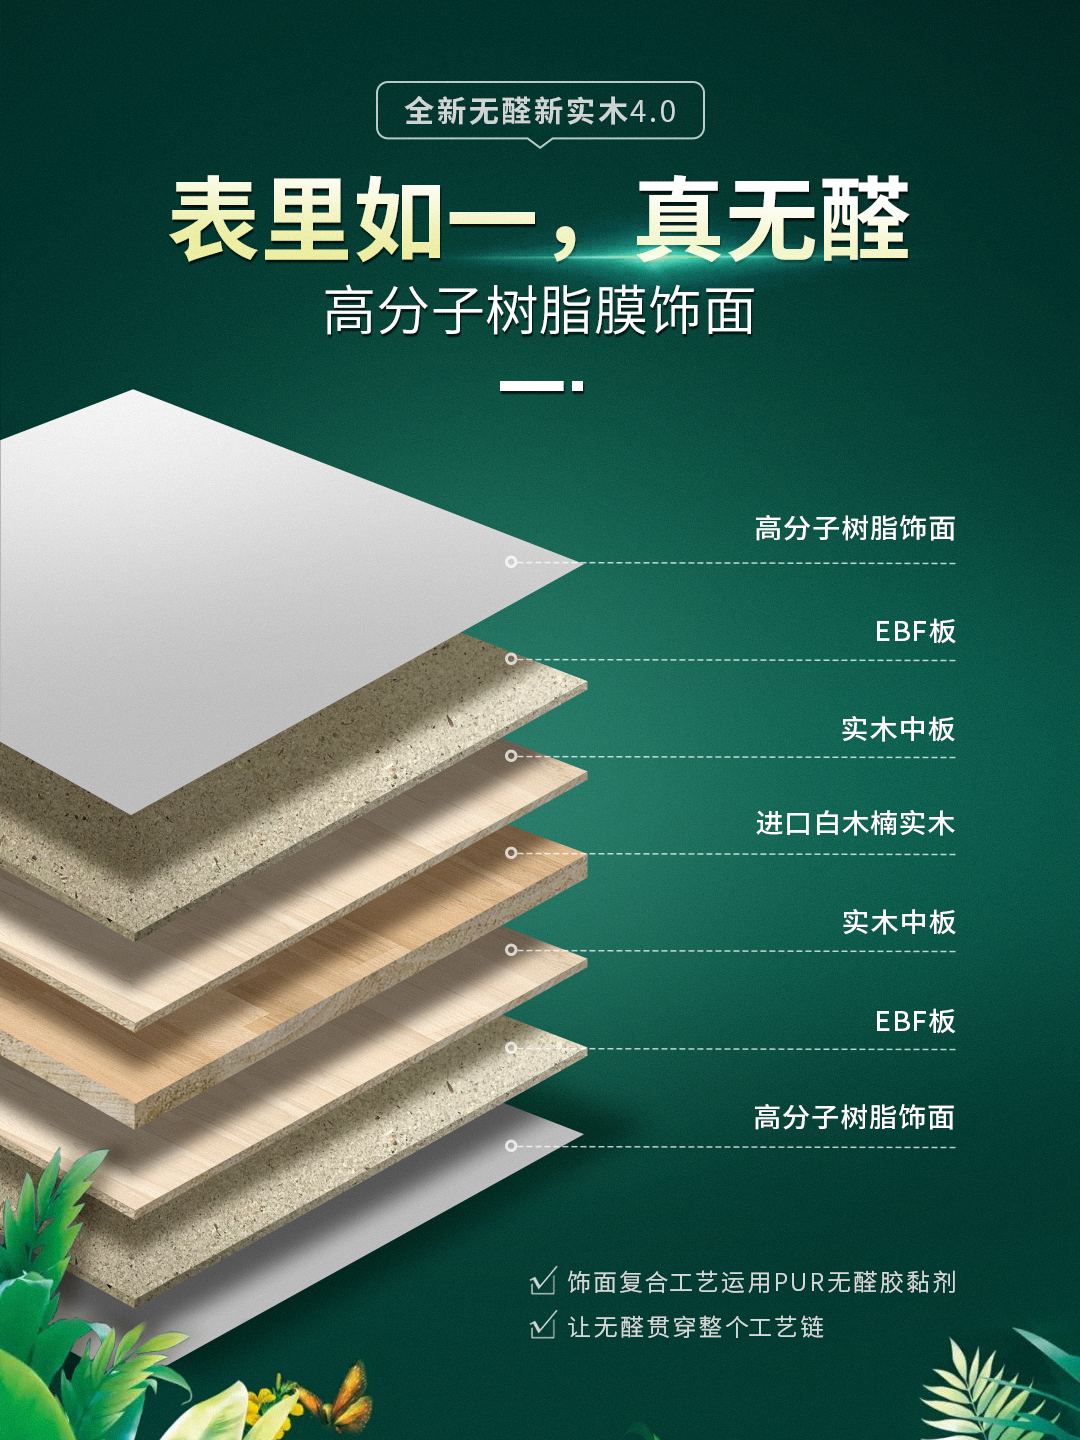 全新无醛新实木4.0
表里如一，真无醛
高分子树脂膜饰面
高分子树脂饰面
EBF板
实木中板
进口白木楠实木
实木中板
EBF板
高分子树脂饰面
饰面复合工艺运用PUR无醛胶黏剂
让无醛贯穿整个工艺链